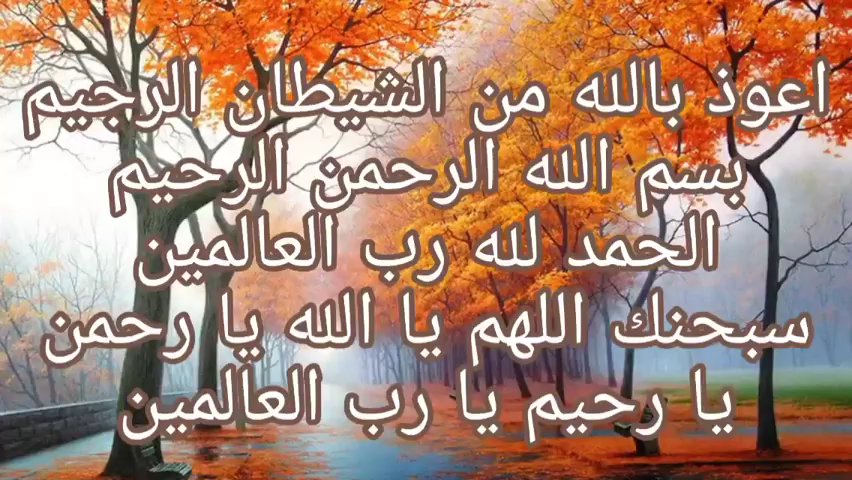 اعوذ بالله من الشيطان الرجيم
بسم الله الرحمن الرحيم
الحمد لله رب العالمين
سبحنك اللهم يا الله يا رحمن
يا رحيم يا رب العالمين